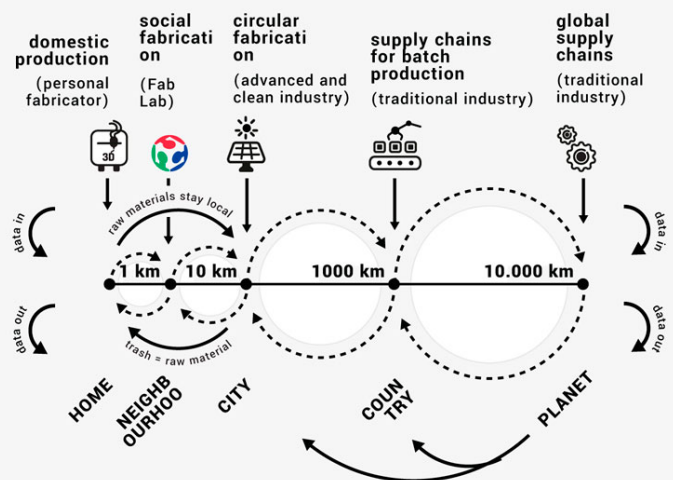 domestic
production
(personal
fabricator)
social
fabricati
on
(Fab
Lab)
circular
fabricati
on
(advanced and
clean industry)
supply chains
for batch
production
(traditional industry)
global
supply
chains
(traditional
industry)
3D
data in
raw materials stay local
data in
1 km
10 km
1000 km
10.000 km
data out
trash = raw material
data out
HOME
NEIGHB
OURHOO
CITY
COUN
TRY
PLANET